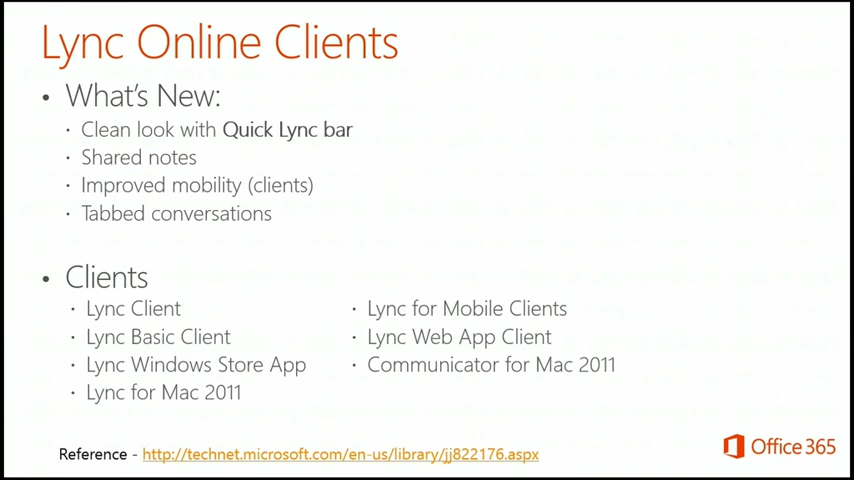 Lync Online Clients
• What's New:
· Clean look with Quick Lync bar
· Shared notes
· Improved mobility (clients)
· Tabbed conversations
• Clients
· Lync Client
· Lync Basic Client
· Lync Windows Store App
· Lync for Mac 2011
· Lync for Mobile Clients
· Lync Web App Client
· Communicator for Mac 2011
Reference - http://technet.microsoft.com/en-us/library/jj822176.aspx
Office 365